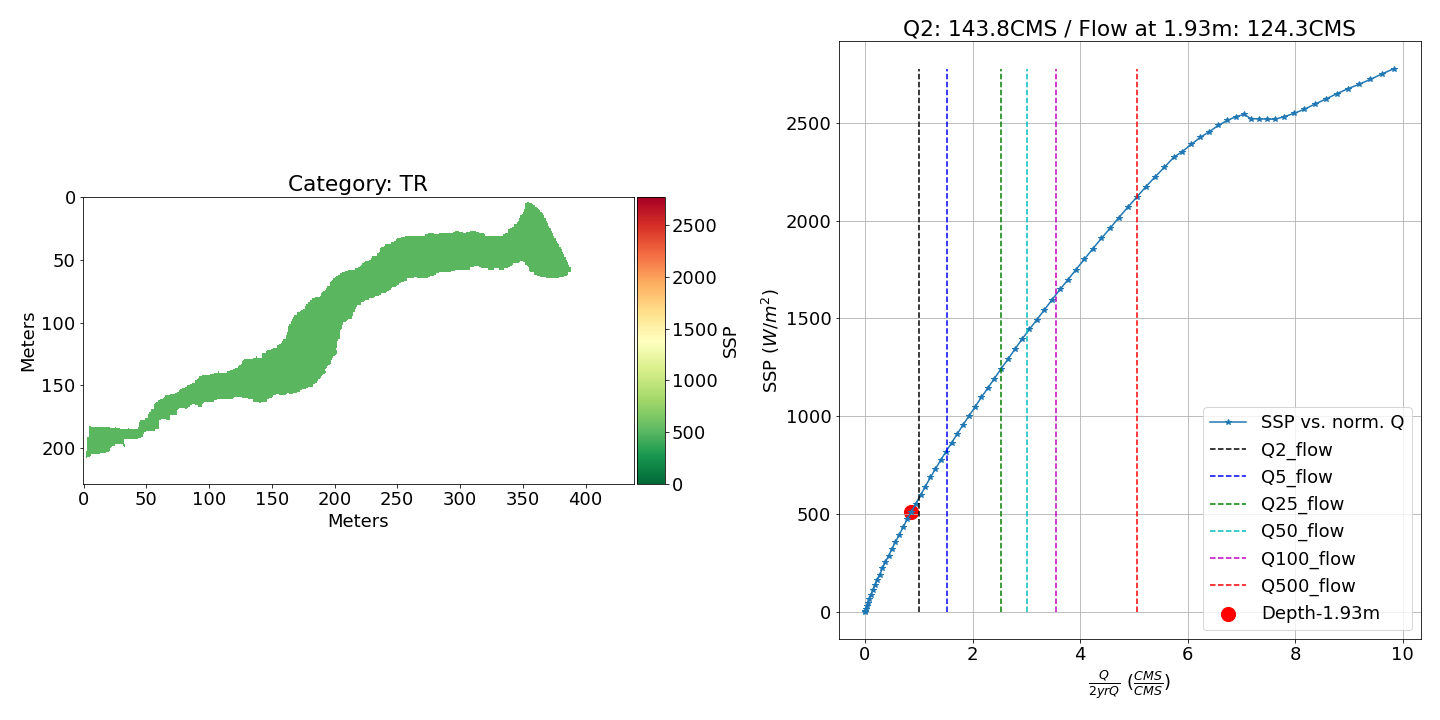 Category: TR
0
50
100
150
200
Meters
0
50
100
150
200
250
300
350
400
Meters
2500
2000
1500
1000
500
0
SSP
Q2: 143.8CMS / Flow at 1.93m: 124.3CMS
2500
2000
1500
1000
500
0
SSP (W/m²)
0
2
4
6
8
10
Q/2yrQ (CMS/CMS)
SSP vs. norm. Q
Q2_flow
Q5_flow
Q25_flow
Q50_flow
Q100_flow
Q500_flow
Depth-1.93m